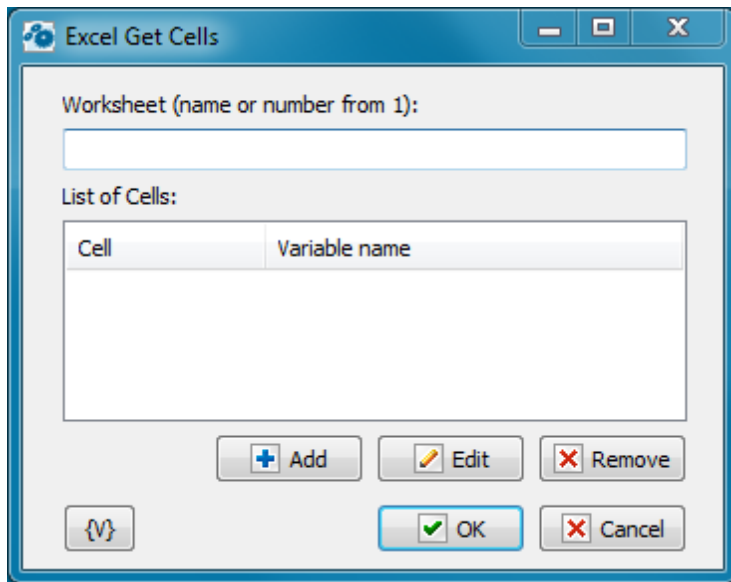 Excel Get Cells
Worksheet (name or number from 1):
List of Cells:
Cell Variable name
Add Edit Remove
{V} OK Cancel